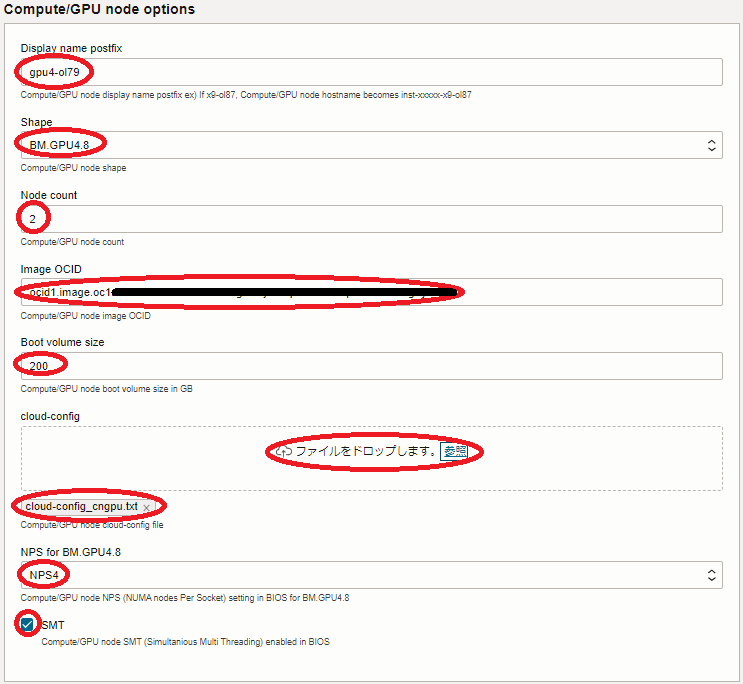 Compute/GPU node options
Display name postfix
gpu4-ol79
Compute/GPU node display name postfix ex) If x9-ol87, Compute/GPU node hostname becomes inst-xxxxx-x9-ol87
Shape
BM.GPU4.8
Compute/GPU node shape
Node count
2
Compute/GPU node count
Image OCID
ocid1.image.oc1
Compute/GPU node image OCID
Boot volume size
200
Compute/GPU node boot volume size in GB
cloud-config
ファイルをドロップします。 参照
cloud-config_cngpu.txt ×
Compute/GPU node cloud-config file
NPS for BM.GPU4.8
NPS4
Compute/GPU node NPS (NUMA nodes Per Socket) setting in BIOS for BM.GPU4.8
SMT
Compute/GPU node SMT (Simultanious Multi Threading) enabled in BIOS